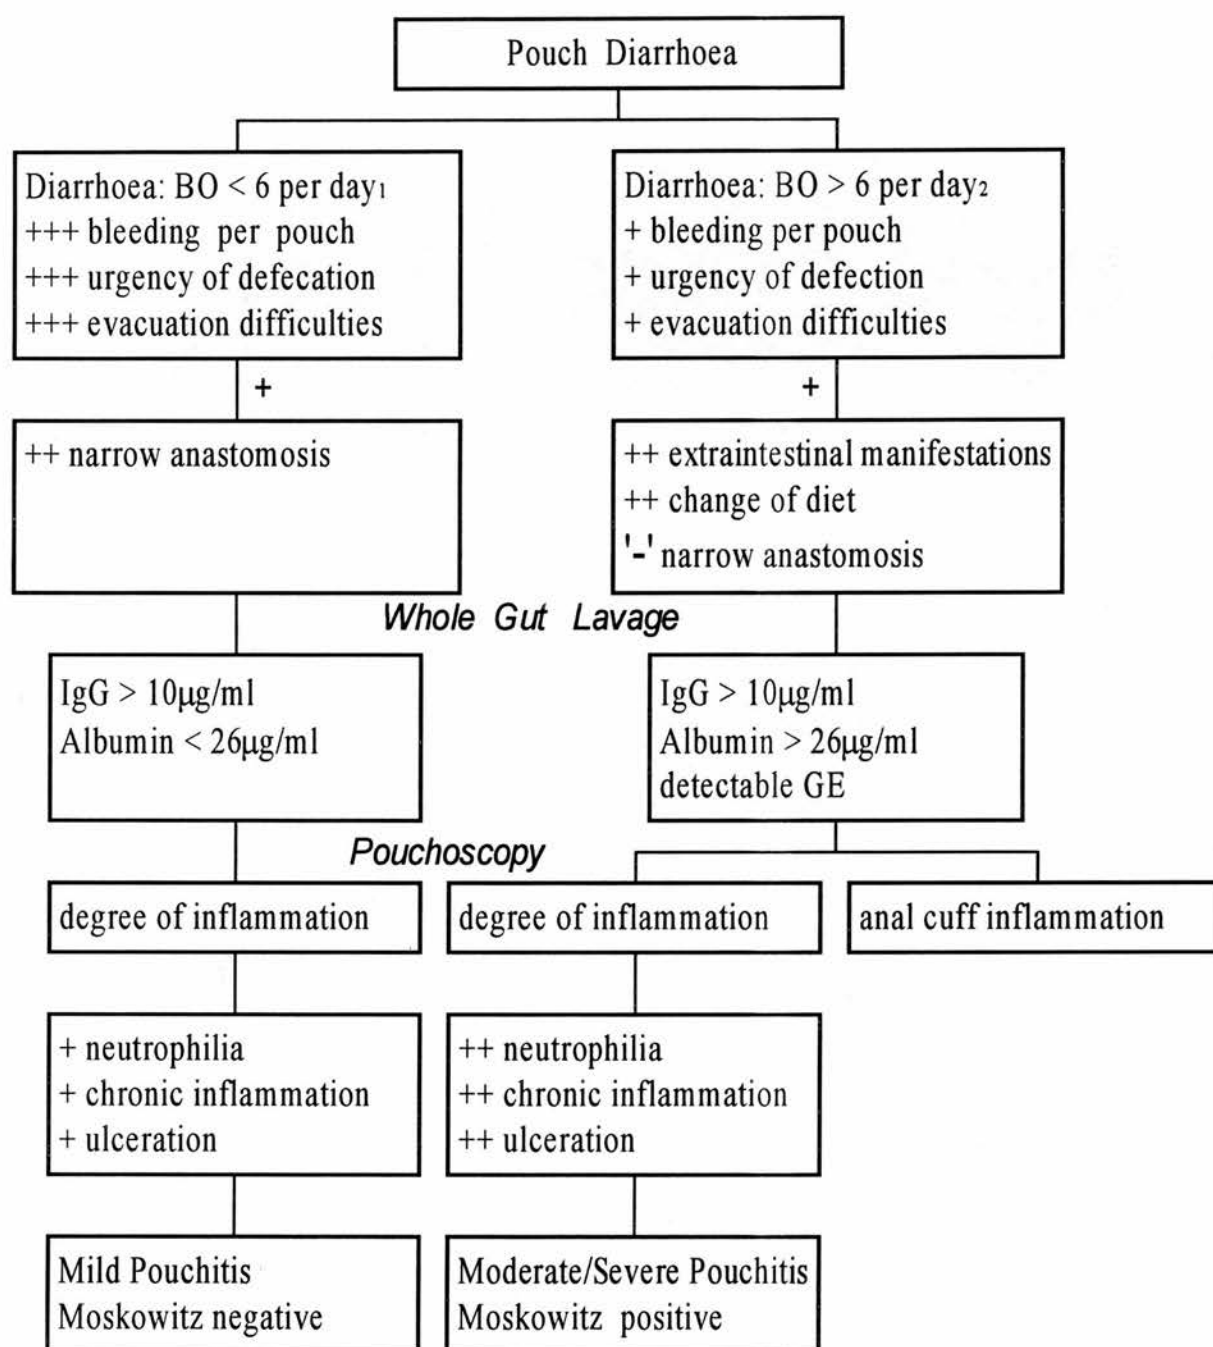 Pouch Diarrhoea
Diarrhoea: BO < 6 per day1
+++ bleeding per pouch
+++ urgency of defecation
+++ evacuation difficulties
Diarrhoea: BO > 6 per day2
+ bleeding per pouch
+ urgency of defection
+ evacuation difficulties
+
+
++ narrow anastomosis
++ extraintestinal manifestations
++ change of diet
'-' narrow anastomosis
Whole Gut Lavage
IgG > 10µg/ml
Albumin < 26µg/ml
IgG > 10µg/ml
Albumin > 26µg/ml
detectable GE
Pouchoscopy
degree of inflammation
degree of inflammation
anal cuff inflammation
+ neutrophilia
+ chronic inflammation
+ ulceration
++ neutrophilia
++ chronic inflammation
++ ulceration
Mild Pouchitis
Moskowitz negative
Moderate/Severe Pouchitis
Moskowitz positive